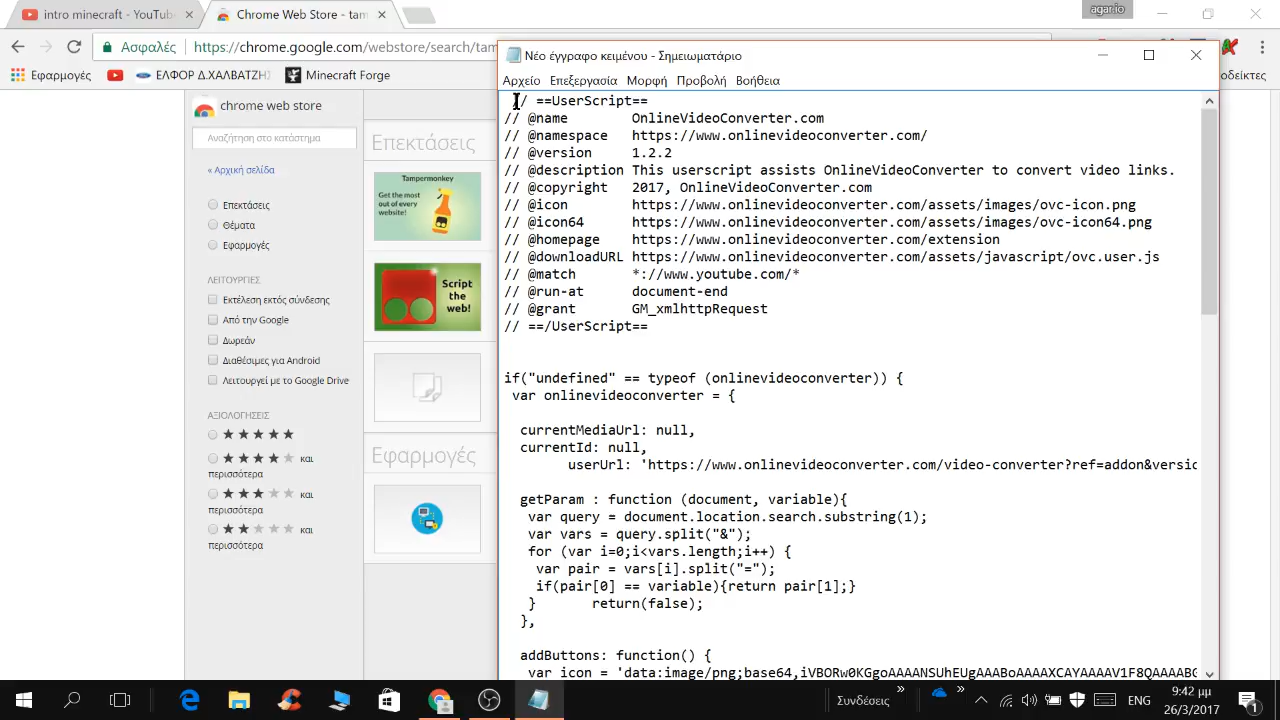 intro minecraft - YouTub
Chrome Web Store - tam
agar.io
Ασφαλές
https://chrome.google.com/webstore/search/tam
Εφαρμογές
ΕΛΦΟΡ Δ.ΧΑΛΒΑΤΖΗ
Minecraft Forge
δείκτες
chrome web store
Αναζήτηση στο κατάστημα
« Αρχική σελίδα
Επεκτάσεις
Θέματα
Εφαρμογές
ΛΕΙΤΟΥΡΓΙΕΣ
Εκτέλεση εκτός σύνδεσης
Από την Google
Δωρεάν
Διαθέσιμες για Android
Λειτουργεί με το Google Drive
ΑΞΙΟΛΟΓΗΣΕΙΣ
και
περισσότερα
και
περισσότερα
και
περισσότερα
Επεκτάσεις
Tampermonkey
Get the most
out of every
website!
Script
the
web!
Εφαρμογές
Νέο έγγραφο κειμένου - Σημειωματάριο
Αρχείο Επεξεργασία Μορφή Προβολή Βοήθεια
// ==UserScript==
// @name OnlineVideoConverter.com
// @namespace https://www.onlinevideoconverter.com/
// @version 1.2.2
// @description This userscript assists OnlineVideoConverter to convert video links.
// @copyright 2017, OnlineVideoConverter.com
// @icon https://www.onlinevideoconverter.com/assets/images/ovc-icon.png
// @icon64 https://www.onlinevideoconverter.com/assets/images/ovc-icon64.png
// @homepage https://www.onlinevideoconverter.com/extension
// @downloadURL https://www.onlinevideoconverter.com/assets/javascript/ovc.user.js
// @match *://www.youtube.com/*
// @run-at document-end
// @grant GM_xmlhttpRequest
// ==/UserScript==
if("undefined" == typeof (onlinevideoconverter)) {
var onlinevideoconverter = {
currentMediaUrl: null,
currentId: null,
userUrl: 'https://www.onlinevideoconverter.com/video-converter?ref=addon&versio
getParam : function (document, variable){
var query = document.location.search.substring(1);
var vars = query.split("&");
for (var i=0;i<vars.length;i++) {
var pair = vars[i].split("=");
if(pair[0] == variable){return pair[1];}
} return(false);
},
addButtons: function() {
var icon = 'data:image/png;base64,iVBORw0KGgoAAAANSUhEUgAAABoAAAAXCAYAAAAV1F8QAAAABG
Συνδέσεις
ENG
9:42 μμ
26/3/2017
1